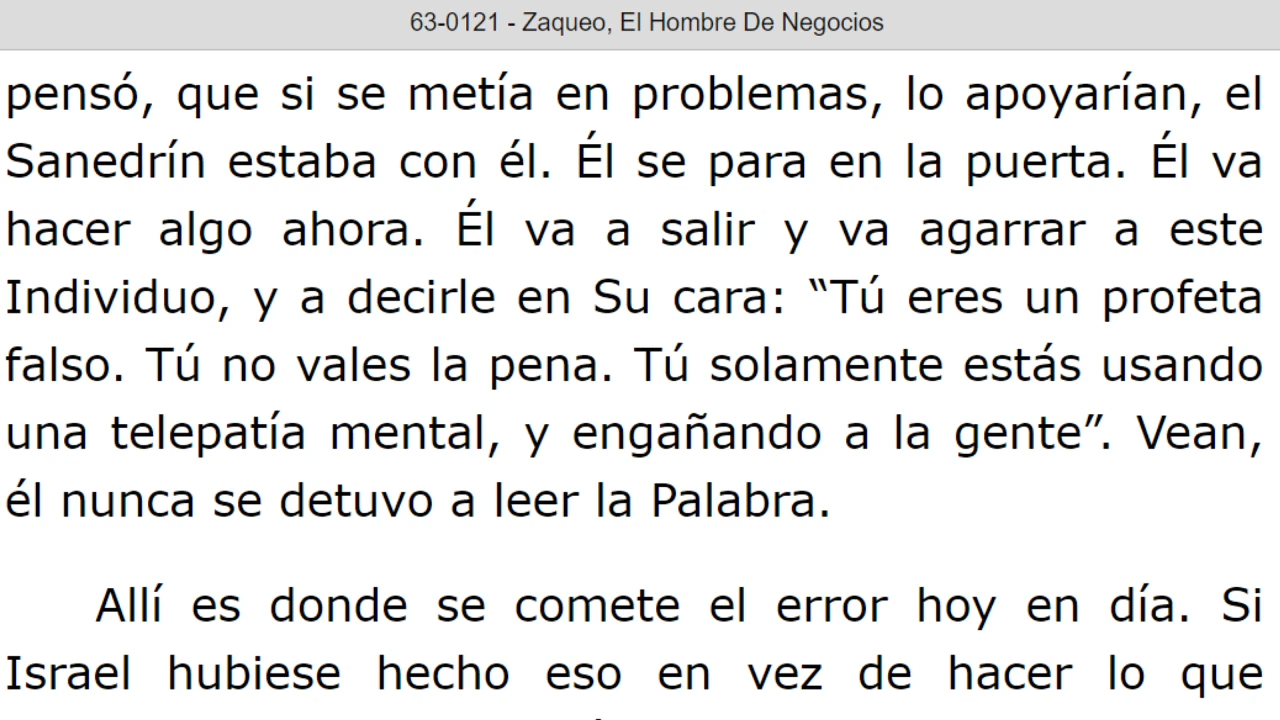 63-0121 - Zaqueo, El Hombre De Negocios
pensó, que si se metía en problemas, lo apoyarían, el
Sanedrín estaba con él. Él se para en la puerta. Él va
hacer algo ahora. Él va a salir y va agarrar a este
Individuo, y a decirle en Su cara: “Tú eres un profeta
falso. Tú no vales la pena. Tú solamente estás usando
una telepatía mental, y engañando a la gente”. Vean,
él nunca se detuvo a leer la Palabra.
Allí es donde se comete el error hoy en día. Si
Israel hubiese hecho eso en vez de hacer lo que